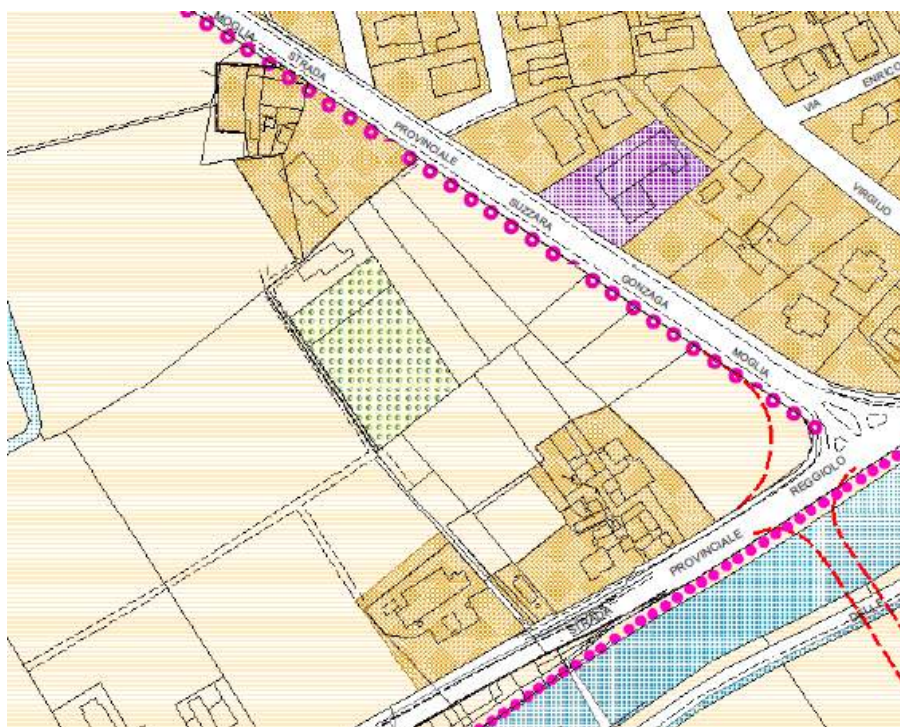 MOGLIA
STRADA
PROVINCIALE
SUZZARA
GONZAGA
MOGLIA
VIA ENRICO
VIRGILIO
STRADA
PROVINCIALE
REGGIOLO